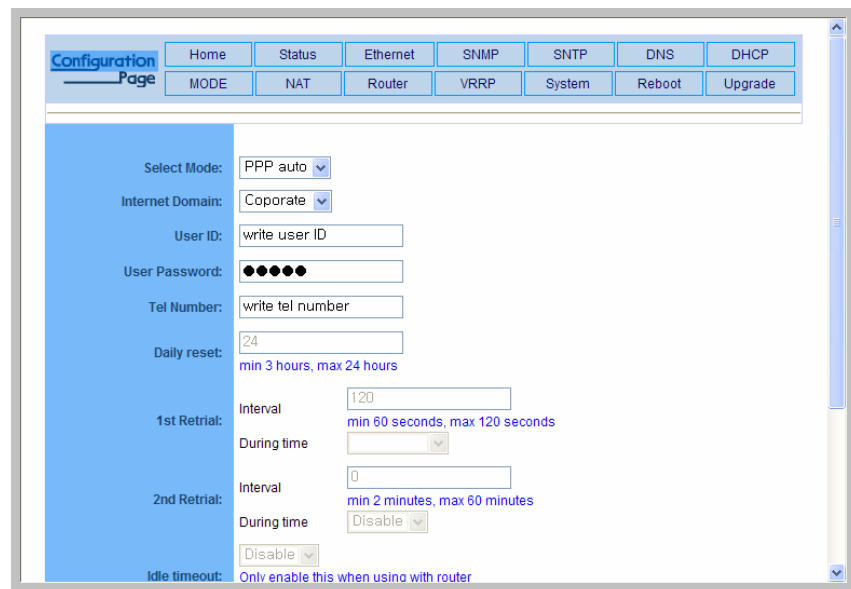 Configuration Page
Home Status Ethernet SNMP SNTP DNS DHCP
MODE NAT Router VRRP System Reboot Upgrade
Select Mode: PPP auto
Internet Domain: Coporate
User ID: write user ID
User Password: ●●●●●
Tel Number: write tel number
Daily reset: 24
min 3 hours, max 24 hours
1st Retrial:
Interval 120
min 60 seconds, max 120 seconds
During time
2nd Retrial:
Interval 0
min 2 minutes, max 60 minutes
During time Disable
Idle timeout: Disable
Only enable this when using with router